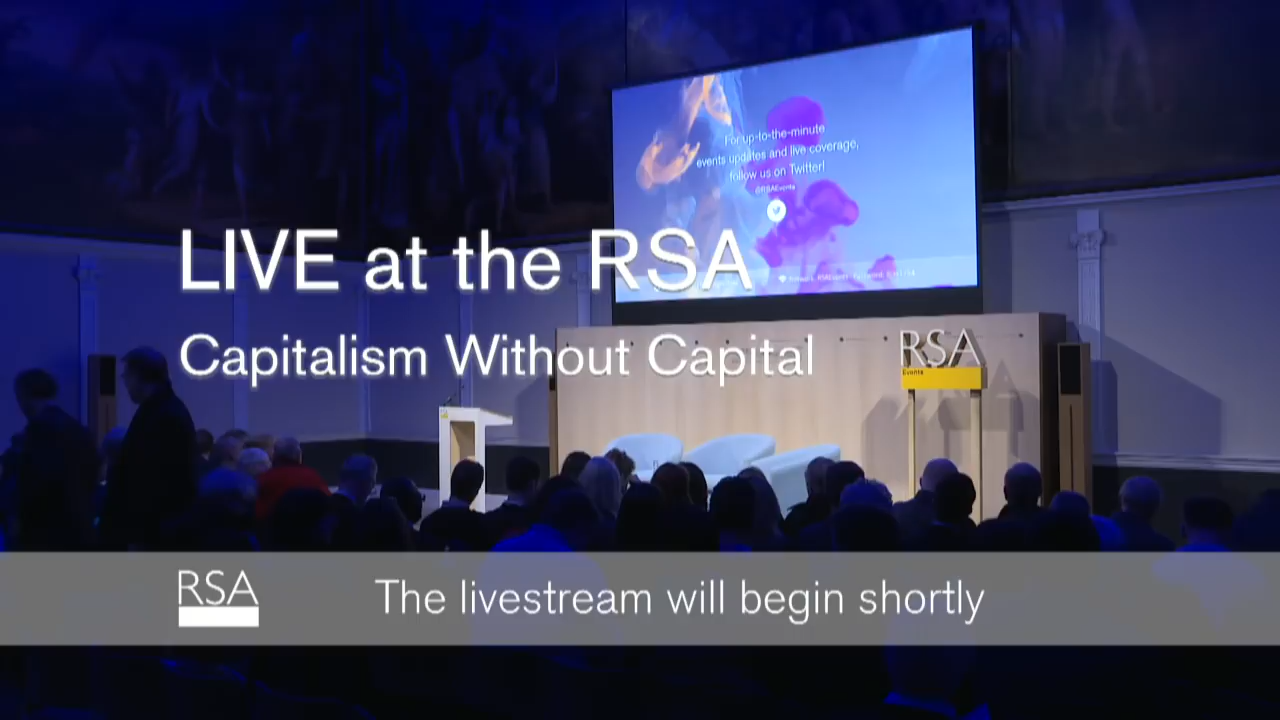 For up-to-the-minute
events updates and live coverage,
follow us on Twitter!
@RSAEvents
LIVE at the RSA
Capitalism Without Capital
RSA
Events
RSA
The livestream will begin shortly